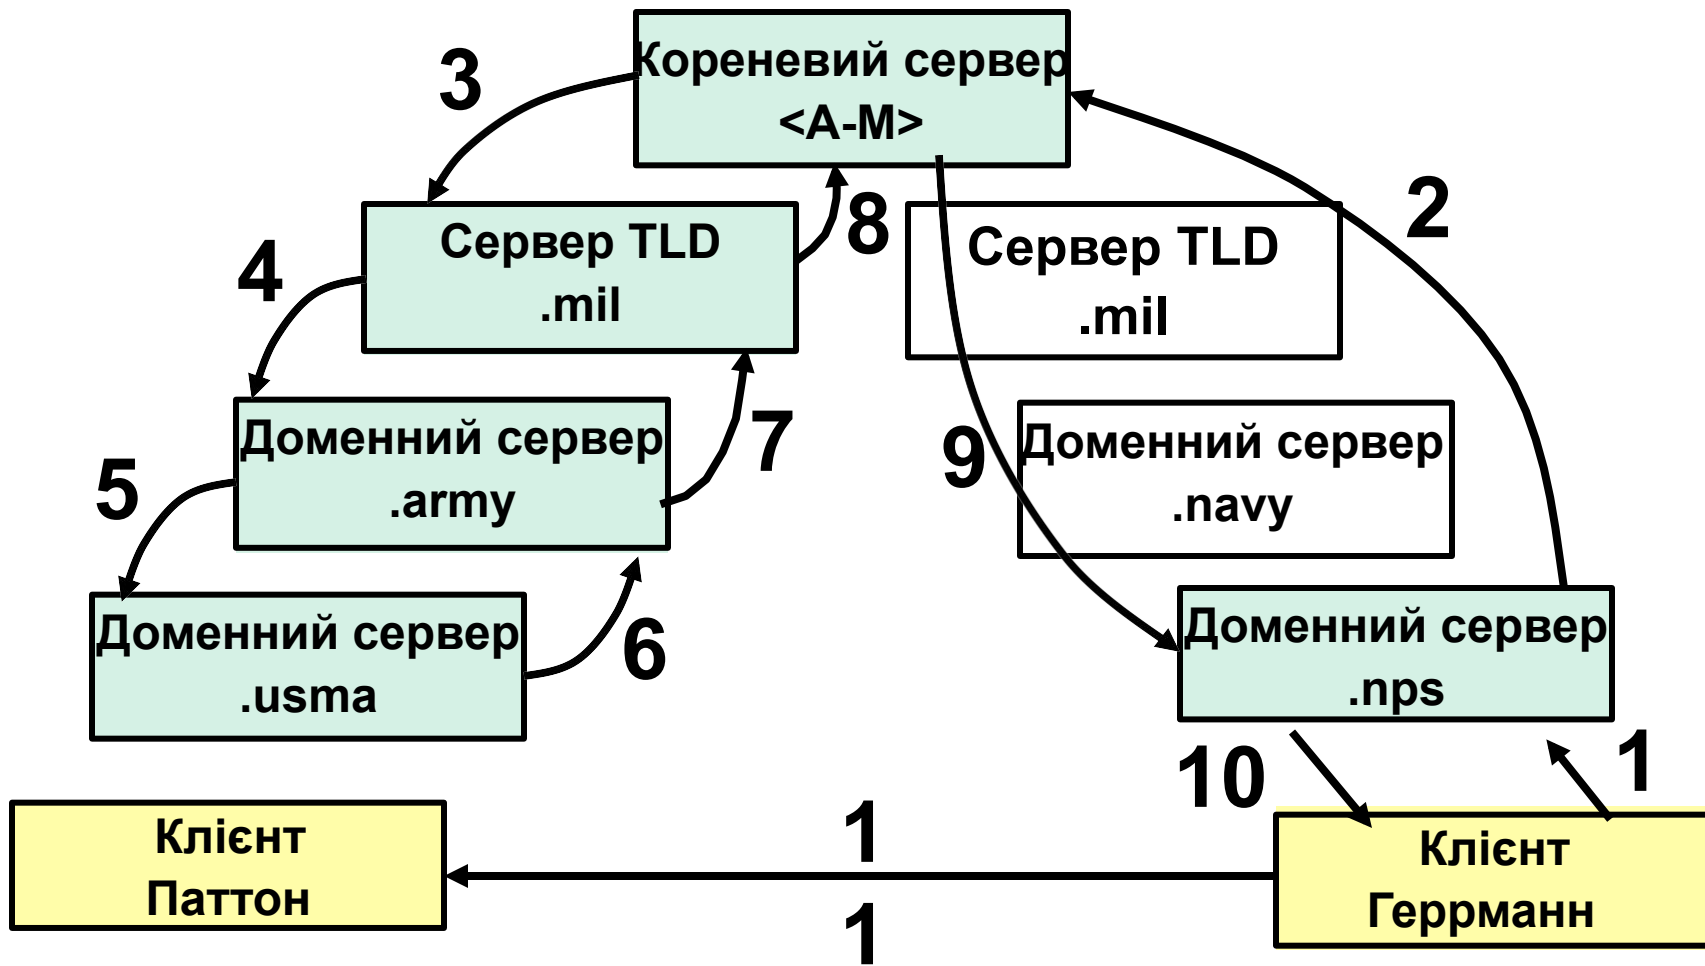 Кореневий сервер
<A-M>
3
2
8
Сервер TLD
.mil
Сервер TLD
.mil
4
Доменний сервер
.army
7
9
Доменний сервер
.navy
5
Доменний сервер
.usma
6
Доменний сервер
.nps
10
1
Клієнт
Паттон
1
1
Клієнт
Геррманн